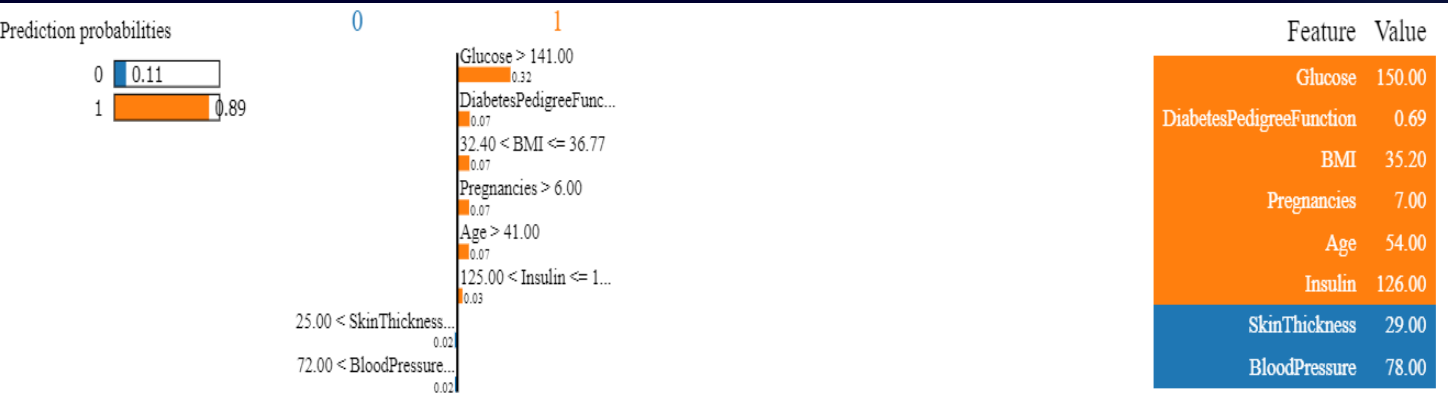 Prediction probabilities
0 0.11
1 0.89
0 1
Glucose > 141.00
0.32
DiabetesPedigreeFunc...
0.07
32.40 < BMI <= 36.77
0.07
Pregnancies > 6.00
0.07
Age > 41.00
0.07
125.00 < Insulin <= 1...
0.03
25.00 < SkinThickness...
0.02
72.00 < BloodPressure...
0.02
Feature Value
Glucose 150.00
DiabetesPedigreeFunction 0.69
BMI 35.20
Pregnancies 7.00
Age 54.00
Insulin 126.00
SkinThickness 29.00
BloodPressure 78.00